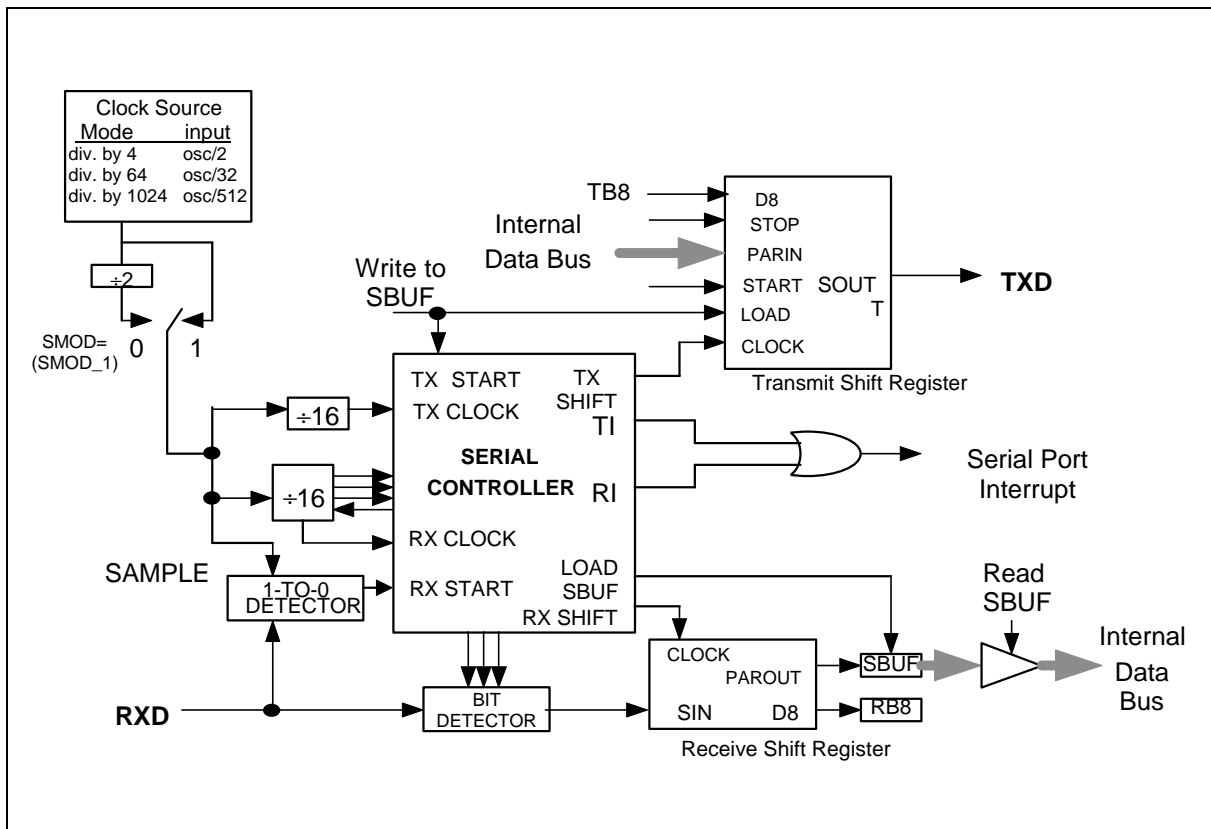 Clock Source
Mode input
div. by 4 osc/2
div. by 64 osc/32
div. by 1024 osc/512
÷2
SMOD=
(SMOD_1)
0 1
TB8
Internal
Data Bus
Write to
SBUF
D8
STOP
PARIN
START SOUT
LOAD T
CLOCK
Transmit Shift Register
TXD
÷16
÷16
TX START TX
SHIFT
TX CLOCK TI
SERIAL
CONTROLLER RI
RX CLOCK
LOAD
RX START SBUF
RX SHIFT
Serial Port
Interrupt
SAMPLE
1-TO-0
DETECTOR
RXD
BIT
DETECTOR
CLOCK
PAROUT
SIN D8
Receive Shift Register
SBUF
RB8
Read
SBUF
Internal
Data
Bus